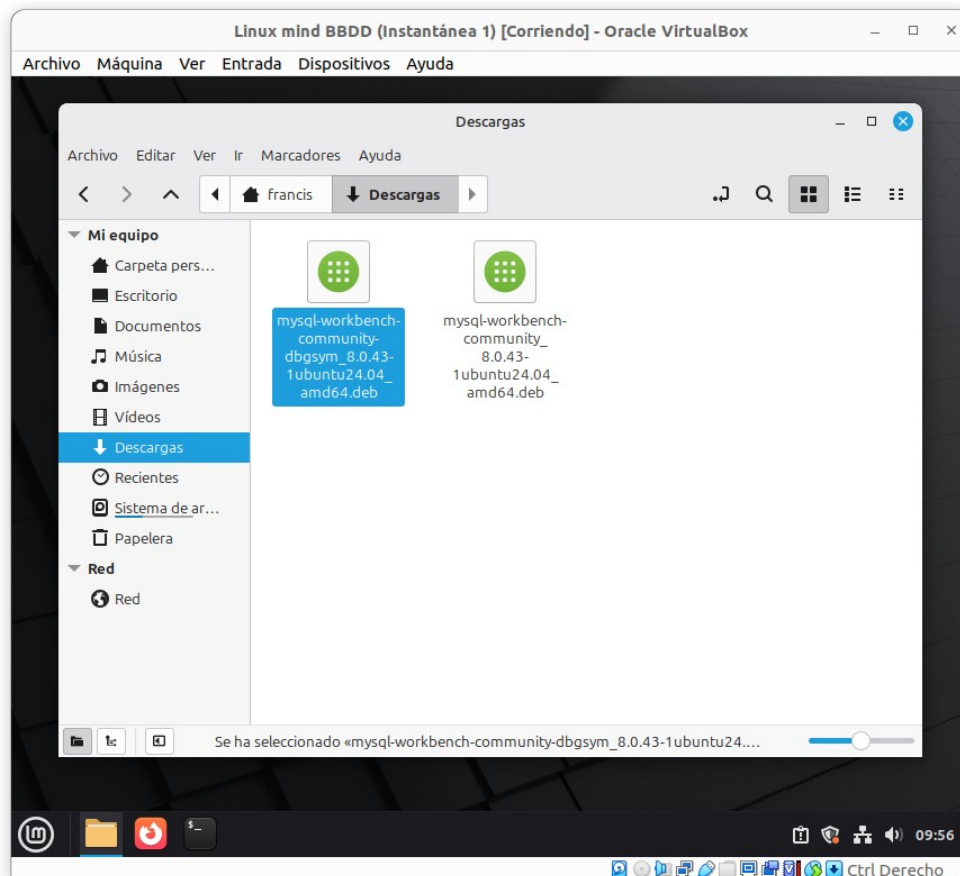 Linux mind BBDD (Instantánea 1) [Corriendo] - Oracle VirtualBox
Archivo Máquina Ver Entrada Dispositivos Ayuda
Descargas
Archivo Editar Ver Ir Marcadores Ayuda
francis Descargas
Mi equipo
Carpeta pers...
Escritorio
Documentos
Música
Imágenes
Vídeos
Descargas
Recientes
Sistema de ar...
Papelera
Red
Red
mysql-workbench-
community-
dbgsym_8.0.43-
1ubuntu24.04_
amd64.deb
mysql-workbench-
community_
8.0.43-
1ubuntu24.04_
amd64.deb
Se ha seleccionado «mysql-workbench-community-dbgsym_8.0.43-1ubuntu24....
09:56
Ctrl Derecho